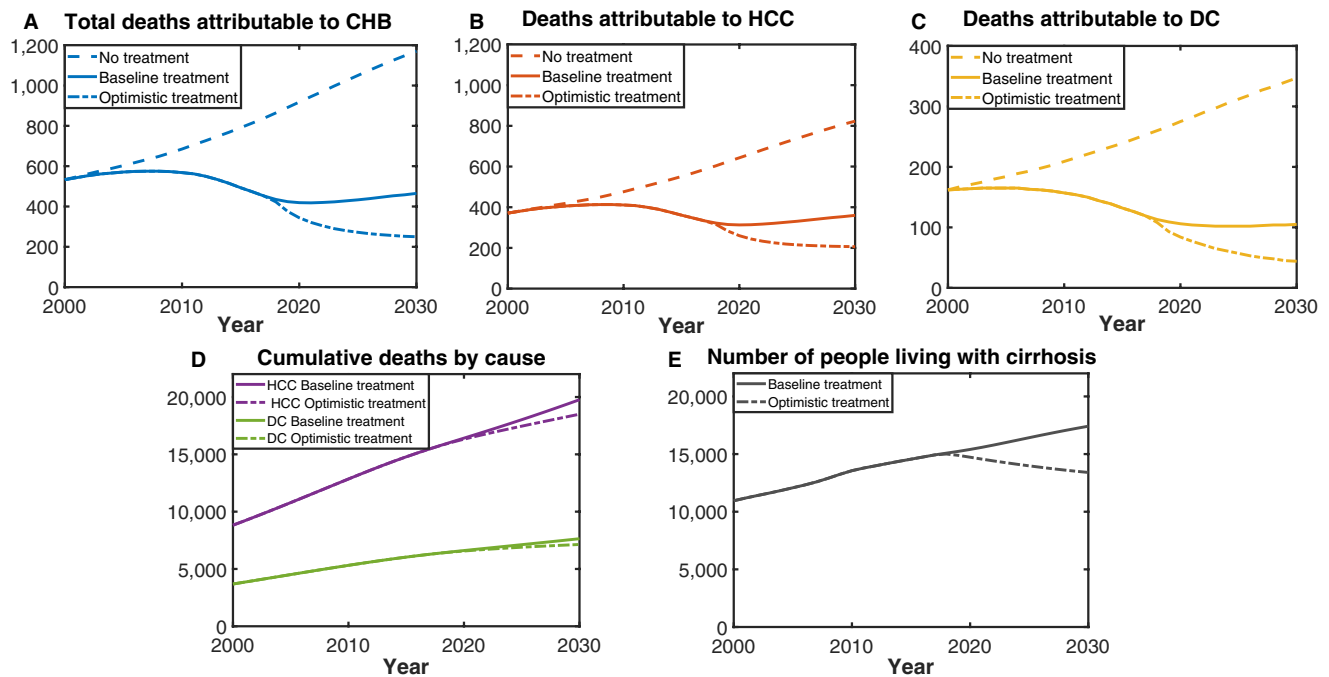 A Total deaths attributable to CHB
1,200
1,000
800
600
400
200
0
No treatment
Baseline treatment
Optimistic treatment
2000 2010 2020 2030
Year
B Deaths attributable to HCC
1,200
1,000
800
600
400
200
0
No treatment
Baseline treatment
Optimistic treatment
2000 2010 2020 2030
Year
C Deaths attributable to DC
400
300
200
100
0
No treatment
Baseline treatment
Optimistic treatment
2000 2010 2020 2030
Year
D Cumulative deaths by cause
20,000
15,000
10,000
5,000
0
HCC Baseline treatment
HCC Optimistic treatment
DC Baseline treatment
DC Optimistic treatment
2000 2010 2020 2030
Year
E Number of people living with cirrhosis
20,000
15,000
10,000
5,000
0
Baseline treatment
Optimistic treatment
2000 2010 2020 2030
Year